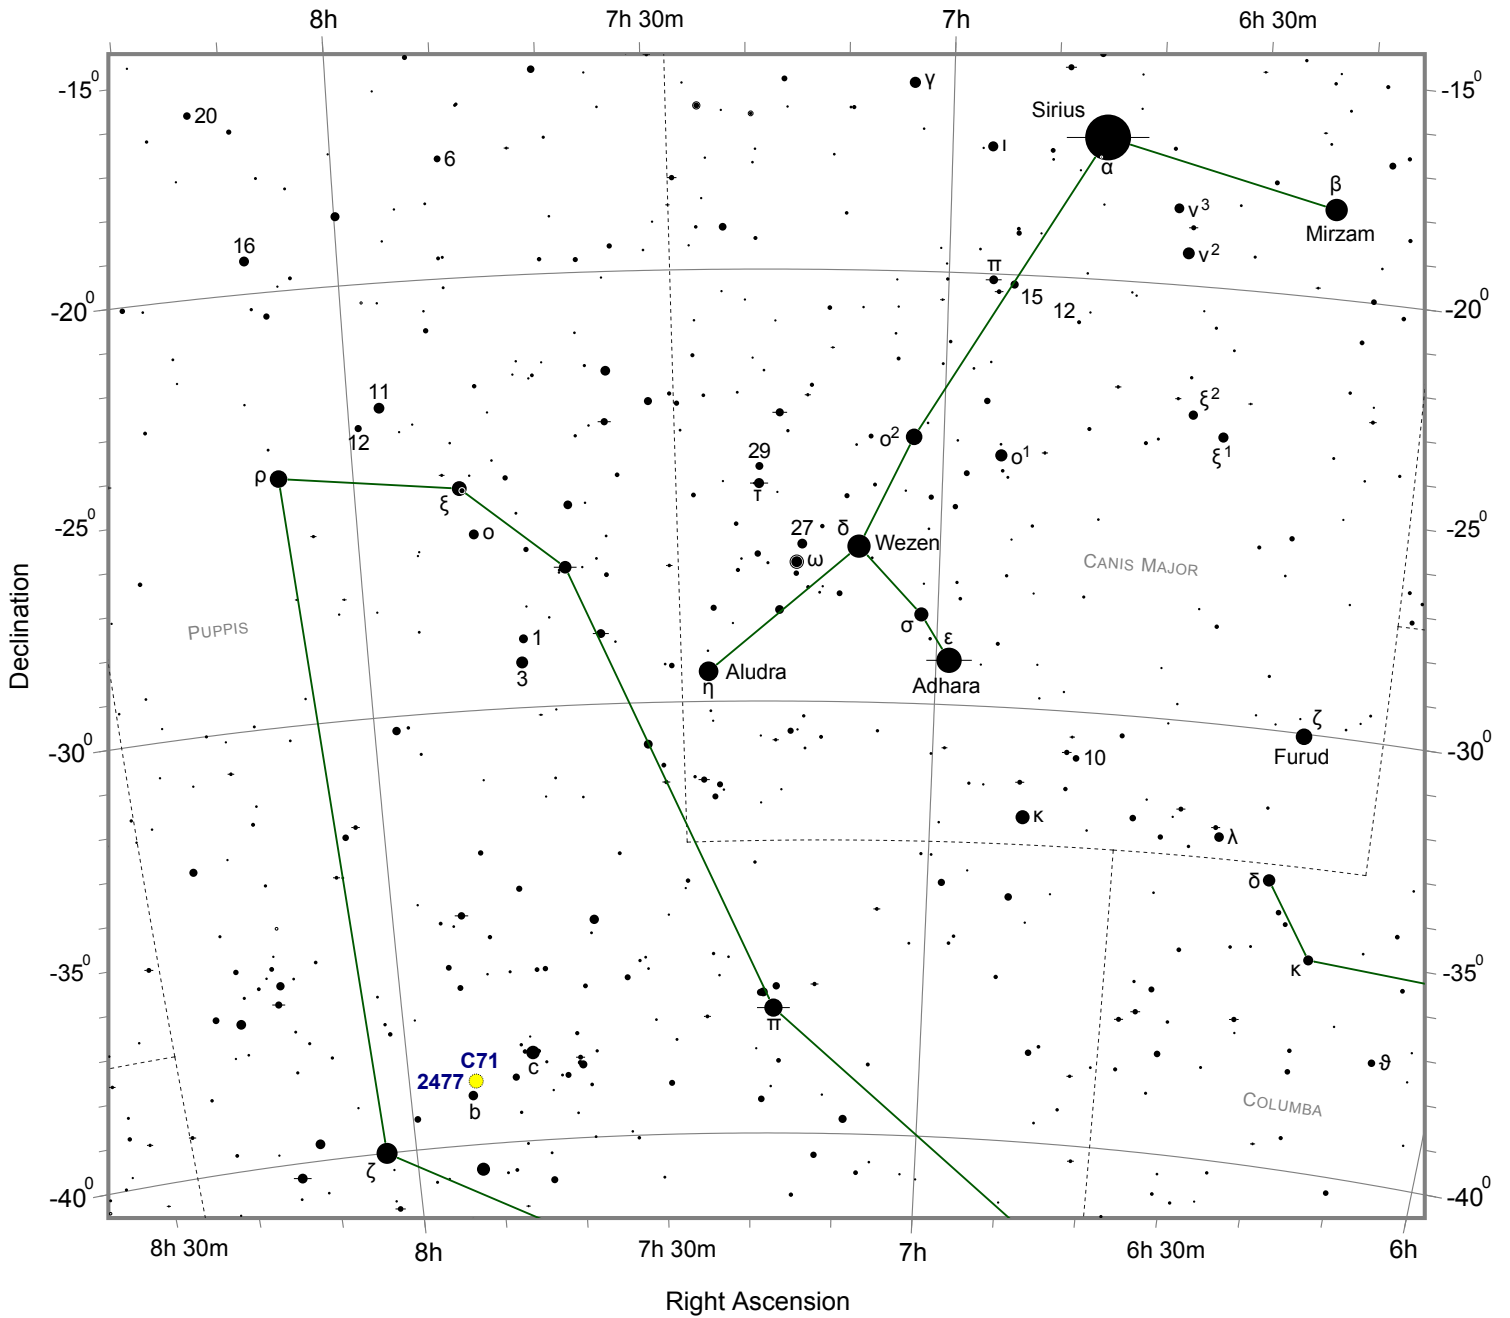 8h 7h 30m 7h 6h 30m
-15⁰ -15⁰
γ
Sirius
20
ι
6
α
β
ν³
Mirzam
16
ν²
π
15
12
-20⁰ -20⁰
11
ξ²
12
ο²
29
ο¹
ξ¹
ρ
τ
ξ
-25⁰ -25⁰
ο
27
δ
Wezen
ω
CANIS MAJOR
PUPPIS
σ
1
ε
3
Aludra
η
Adhara
ζ
-30⁰ -30⁰
Furud
10
κ
λ
δ
κ
-35⁰ -35⁰
π
C71
c
2477
ϑ
b
COLUMBA
ζ
-40⁰ -40⁰
8h 30m 8h 7h 30m 7h 6h 30m 6h
Declination
Right Ascension